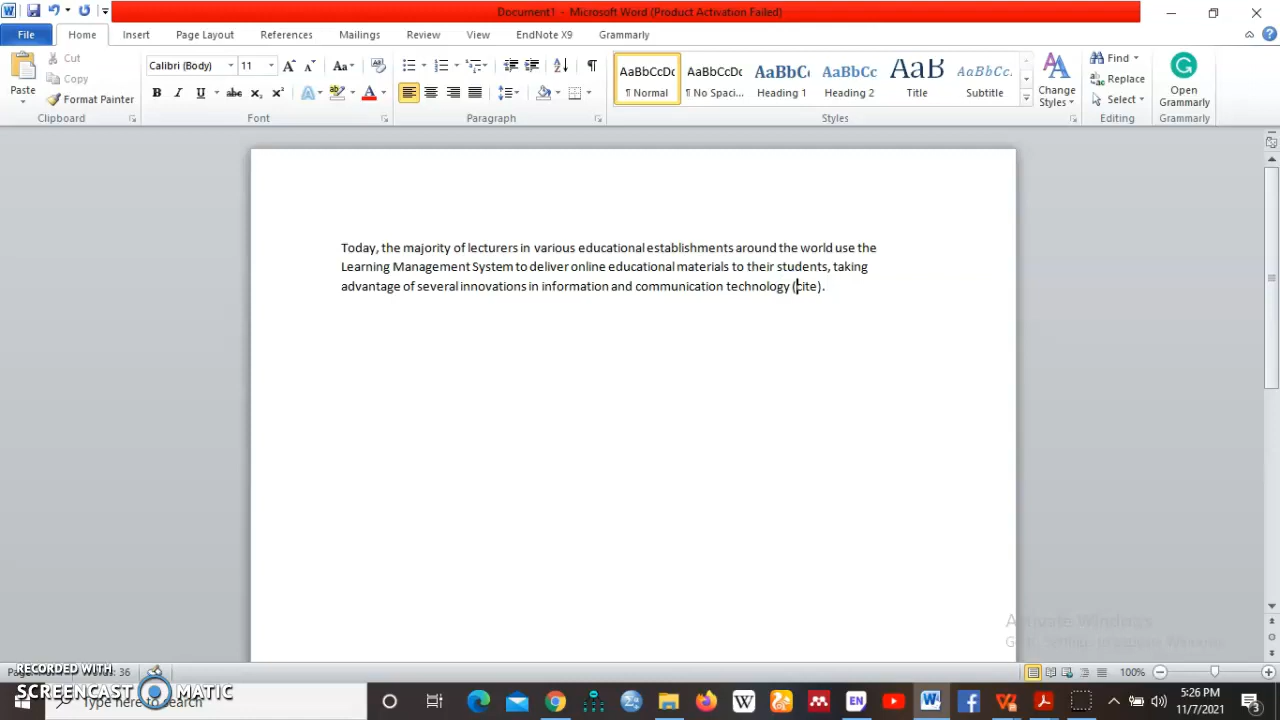 Document1 - Microsoft Word (Product Activation Failed)
File Home Insert Page Layout References Mailings Review View EndNote X9 Grammarly
Paste Cut Copy Format Painter
Clipboard
Calibri (Body) 11
Font
Paragraph
AaBbCcDc AaBbCcDc AaBbC AaBbCc AaB AaBbCc.
¶ Normal ¶ No Spaci... Heading 1 Heading 2 Title Subtitle
Change Styles
Styles
Find
Replace
Select
Editing
Open Grammarly
Grammarly
Today, the majority of lecturers in various educational establishments around the world use the
Learning Management System to deliver online educational materials to their students, taking
advantage of several innovations in information and communication technology (cite).
Activate Windows
36
100%
RECORDED WITH
SCREENCAST MATIC
Type here to search
5:26 PM
11/7/2021
3